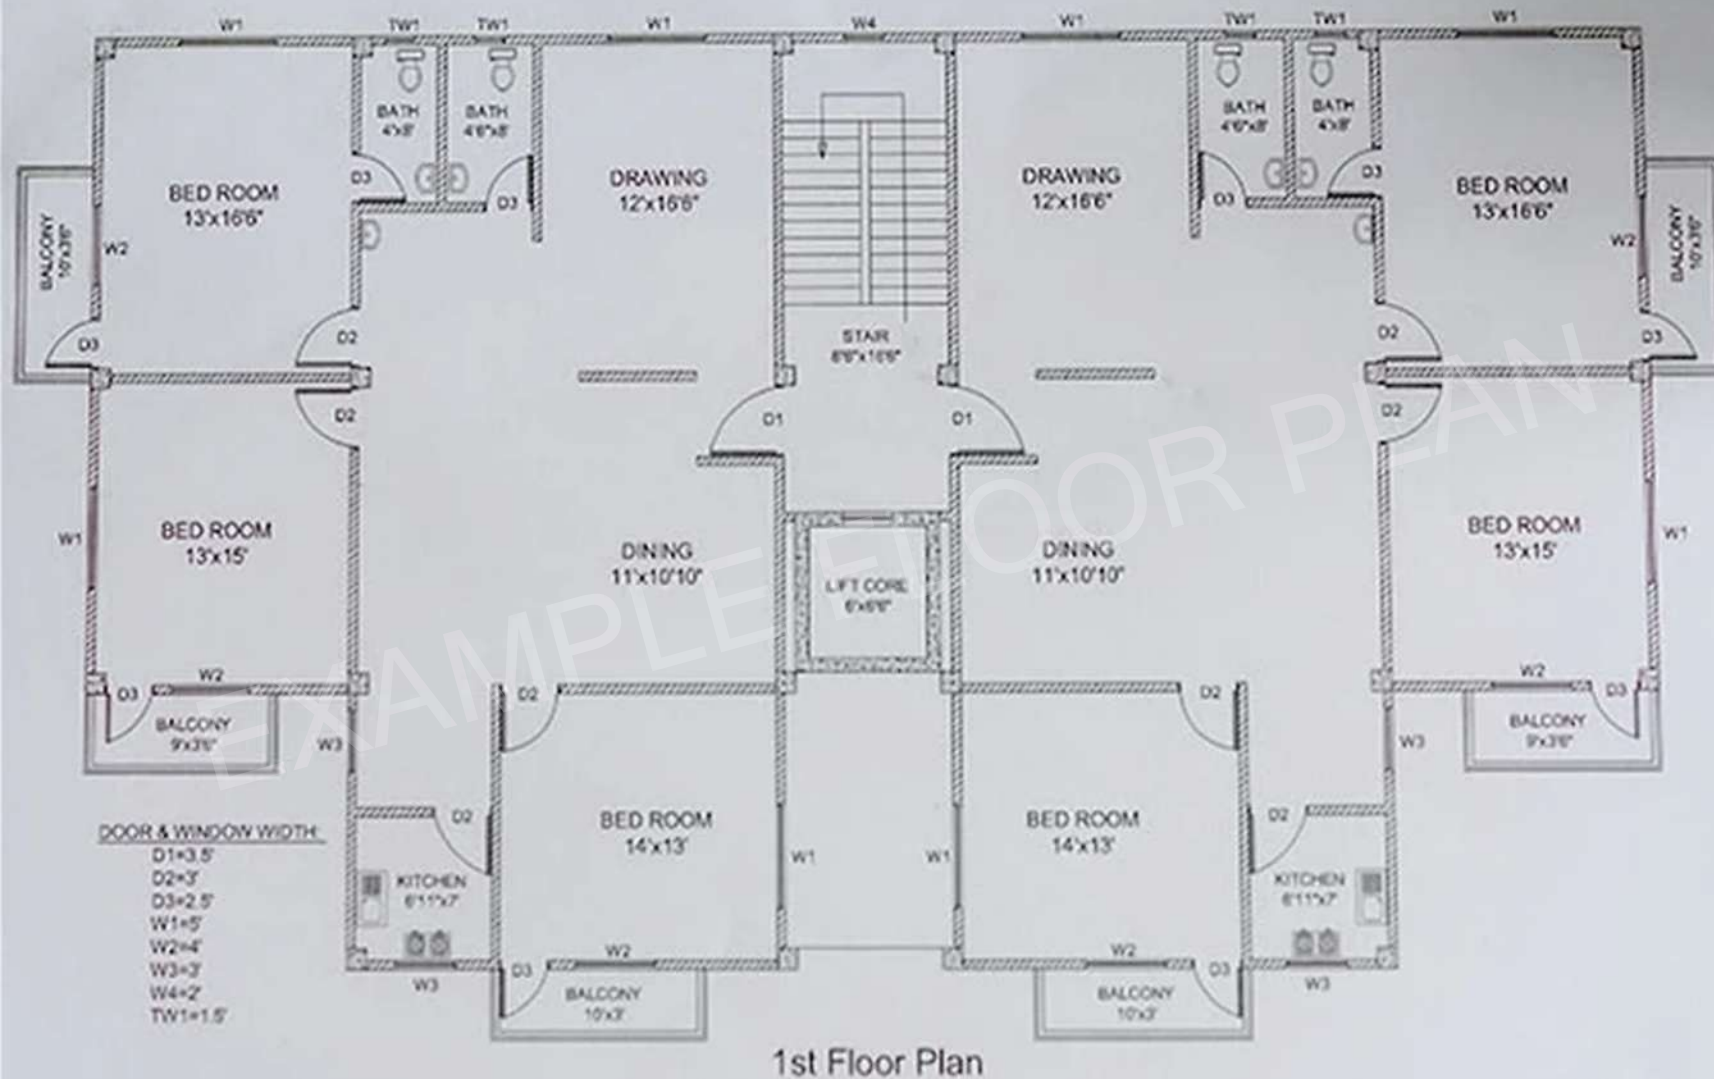 W1
TW1
TW1
W1
W4
W1
TW1
TW1
W1
BATH
4'x8'
BATH
4'6"x8'
BATH
4'6"x8'
BATH
4'x8'
BED ROOM
13'x16'6"
D3
D3
DRAWING
12'x16'6"
DRAWING
12'x16'6"
D3
D3
BED ROOM
13'x16'6"
BALCONY
10'x3'6"
W2
W2
BALCONY
10'x3'6"
D3
D2
STAIR
D2
D3
D2
D1
D1
D2
W1
BED ROOM
13'x15'
DINING
11'x10'10"
LIFT CORE
6'x6'6"
DINING
11'x10'10"
BED ROOM
13'x15'
W1
EXAMPLE FLOOR PLAN
D3
W2
D2
D2
W2
D3
BALCONY
9'x3'6"
W3
W3
BALCONY
9'x3'6"
D2
BED ROOM
14'x13'
BED ROOM
14'x13'
D2
W1
W1
KITCHEN
6'11"x7'
KITCHEN
6'11"x7'
DOOR & WINDOW WIDTH:
D1=3.5'
D2=3'
D3=2.5'
W1=5'
W2=4'
W3=3'
W4=2'
TW1=1.5'
W3
D3
W2
W2
D3
W3
BALCONY
10'x3'
BALCONY
10'x3'
1st Floor Plan